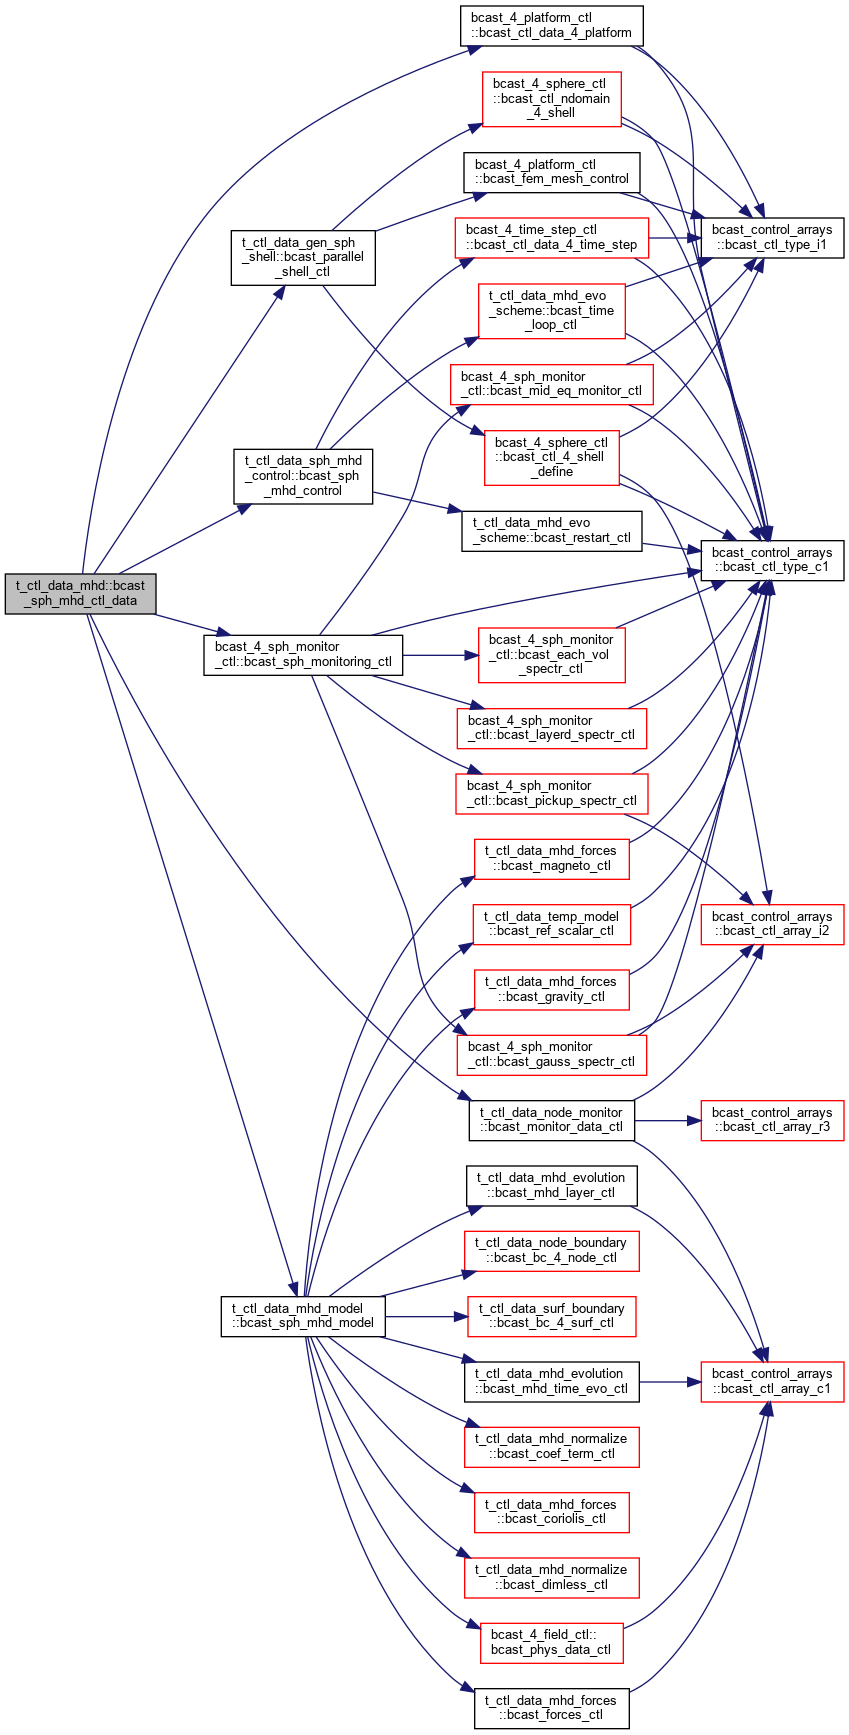 bcast_4_platform_ctl
::bcast_ctl_data_4_platform
bcast_4_sphere_ctl
::bcast_ctl_ndomain
_4_shell
bcast_4_platform_ctl
::bcast_fem_mesh_control
t_ctl_data_gen_sph
_shell::bcast_parallel
_shell_ctl
bcast_4_time_step_ctl
::bcast_ctl_data_4_time_step
bcast_control_arrays
::bcast_ctl_type_i1
t_ctl_data_mhd_evo
_scheme::bcast_time
_loop_ctl
bcast_4_sph_monitor
_ctl::bcast_mid_eq_monitor_ctl
bcast_4_sphere_ctl
::bcast_ctl_4_shell
_define
t_ctl_data_sph_mhd
_control::bcast_sph
_mhd_control
t_ctl_data_mhd_evo
_scheme::bcast_restart_ctl
bcast_control_arrays
::bcast_ctl_type_c1
t_ctl_data_mhd::bcast
_sph_mhd_ctl_data
bcast_4_sph_monitor
_ctl::bcast_sph_monitoring_ctl
bcast_4_sph_monitor
_ctl::bcast_each_vol
_spectr_ctl
bcast_4_sph_monitor
_ctl::bcast_layerd_spectr_ctl
bcast_4_sph_monitor
_ctl::bcast_pickup_spectr_ctl
t_ctl_data_mhd_forces
::bcast_magneto_ctl
t_ctl_data_temp_model
::bcast_ref_scalar_ctl
bcast_control_arrays
::bcast_ctl_array_i2
t_ctl_data_mhd_forces
::bcast_gravity_ctl
bcast_4_sph_monitor
_ctl::bcast_gauss_spectr_ctl
t_ctl_data_node_monitor
::bcast_monitor_data_ctl
bcast_control_arrays
::bcast_ctl_array_r3
t_ctl_data_mhd_evolution
::bcast_mhd_layer_ctl
t_ctl_data_node_boundary
::bcast_bc_4_node_ctl
t_ctl_data_mhd_model
::bcast_sph_mhd_model
t_ctl_data_surf_boundary
::bcast_bc_4_surf_ctl
t_ctl_data_mhd_evolution
::bcast_mhd_time_evo_ctl
bcast_control_arrays
::bcast_ctl_array_c1
t_ctl_data_mhd_normalize
::bcast_coef_term_ctl
t_ctl_data_mhd_forces
::bcast_coriolis_ctl
t_ctl_data_mhd_normalize
::bcast_dimless_ctl
bcast_4_field_ctl::
bcast_phys_data_ctl
t_ctl_data_mhd_forces
::bcast_forces_ctl